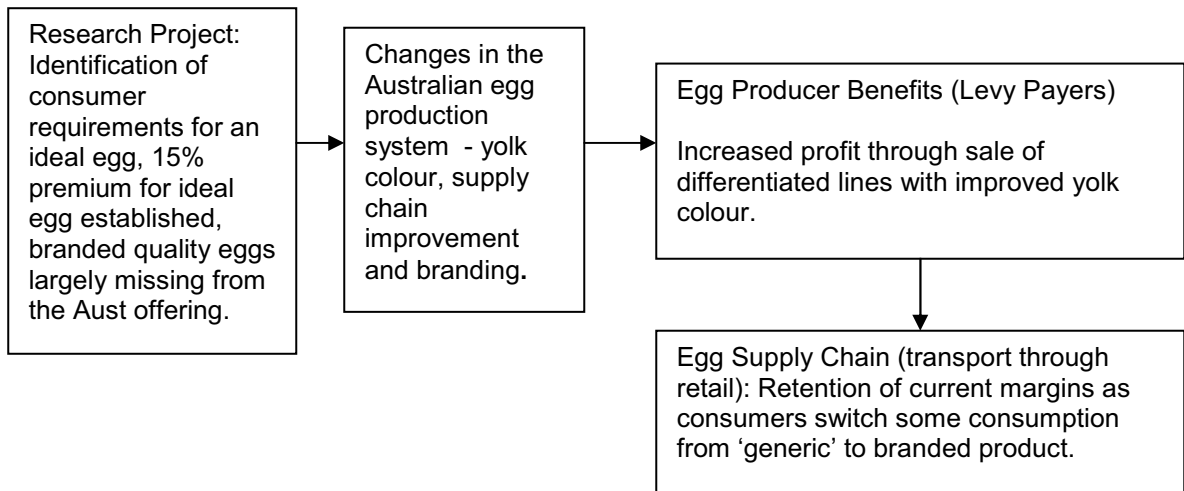 Research Project:
Identification of
consumer
requirements for an
ideal egg, 15%
premium for ideal
egg established,
branded quality eggs
largely missing from
the Aust offering.
Changes in the
Australian egg
production
system  - yolk
colour, supply
chain
improvement
and branding.
Egg Producer Benefits (Levy Payers)
Increased profit through sale of
differentiated lines with improved yolk
colour.
Egg Supply Chain (transport through
retail): Retention of current margins as
consumers switch some consumption
from ‘generic’ to branded product.